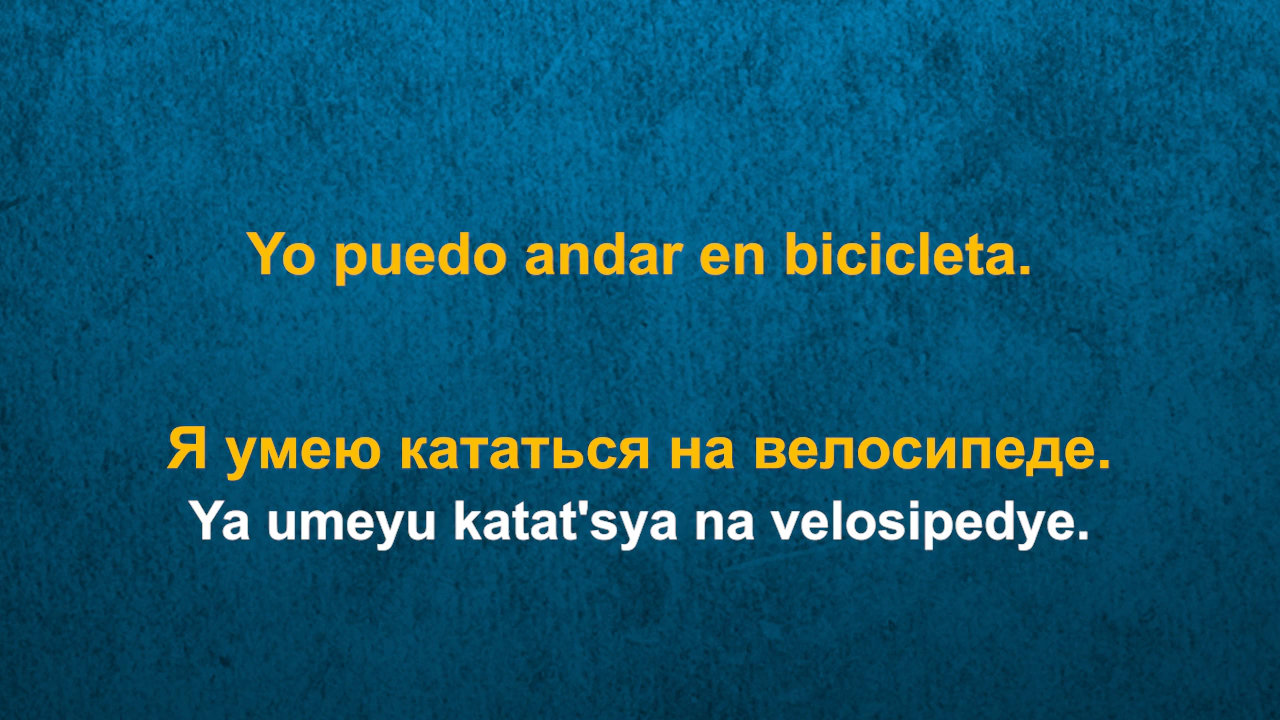 Yo puedo andar en bicicleta.
Я умею кататься на велосипеде.
Ya umeyu katat'sya na velosipedye.